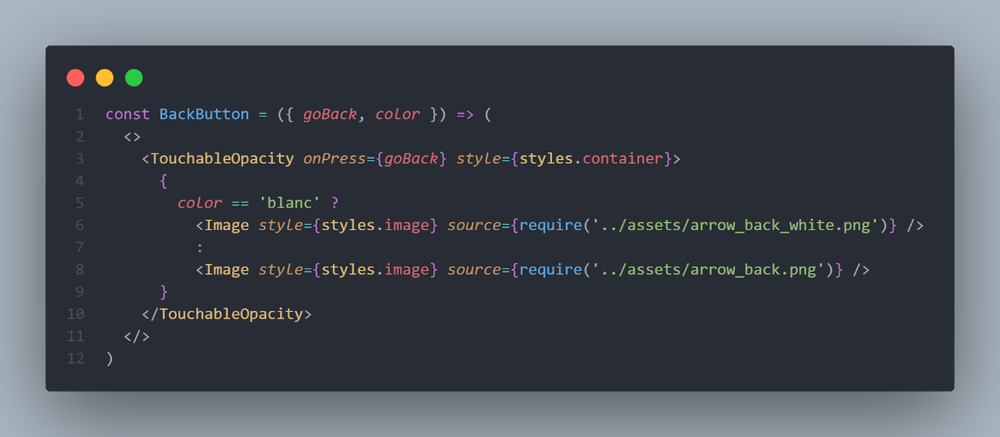 1 const BackButton = ({ goBack, color }) => (
2   <>
3     <TouchableOpacity onPress={goBack} style={styles.container}>
4       {
5         color == 'blanc' ?
6           <Image style={styles.image} source={require('../assets/arrow_back_white.png')} />
7           :
8           <Image style={styles.image} source={require('../assets/arrow_back.png')} />
9       }
10     </TouchableOpacity>
11   </>
12 )